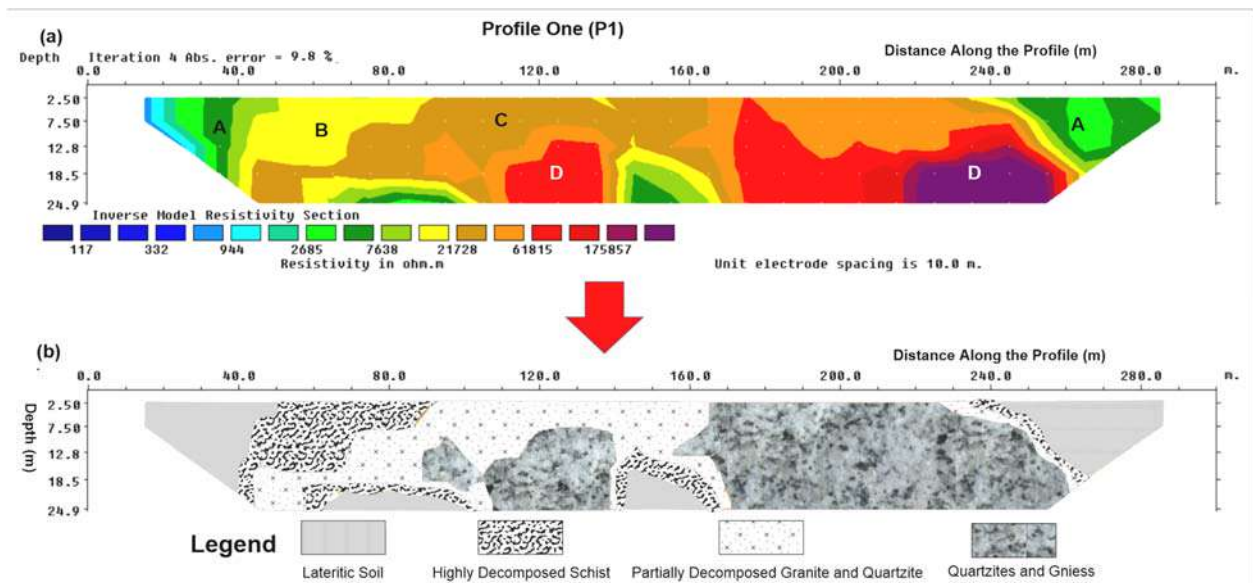 Profile One (P1)
(a)
Depth Iteration 4 Abs. error = 9.8 % Distance Along the Profile (m)
0.0 40.0 80.0 120.0 160.0 200.0 240.0 280.0 m.
2.50
7.50
12.8
18.5
24.9
A B C D D A
Inverse Model Resistivity Section
117 332 944 2685 7638 21728 61815 175857
Resistivity in ohm.m Unit electrode spacing is 10.0 m.
(b)
Distance Along the Profile (m)
0.0 40.0 80.0 120.0 160.0 200.0 240.0 280.0 m.
Depth (m)
2.50
7.50
12.8
18.5
24.9
Legend
Lateritic Soil Highly Decomposed Schist Partially Decomposed Granite and Quartzite Quartzites and Gniess